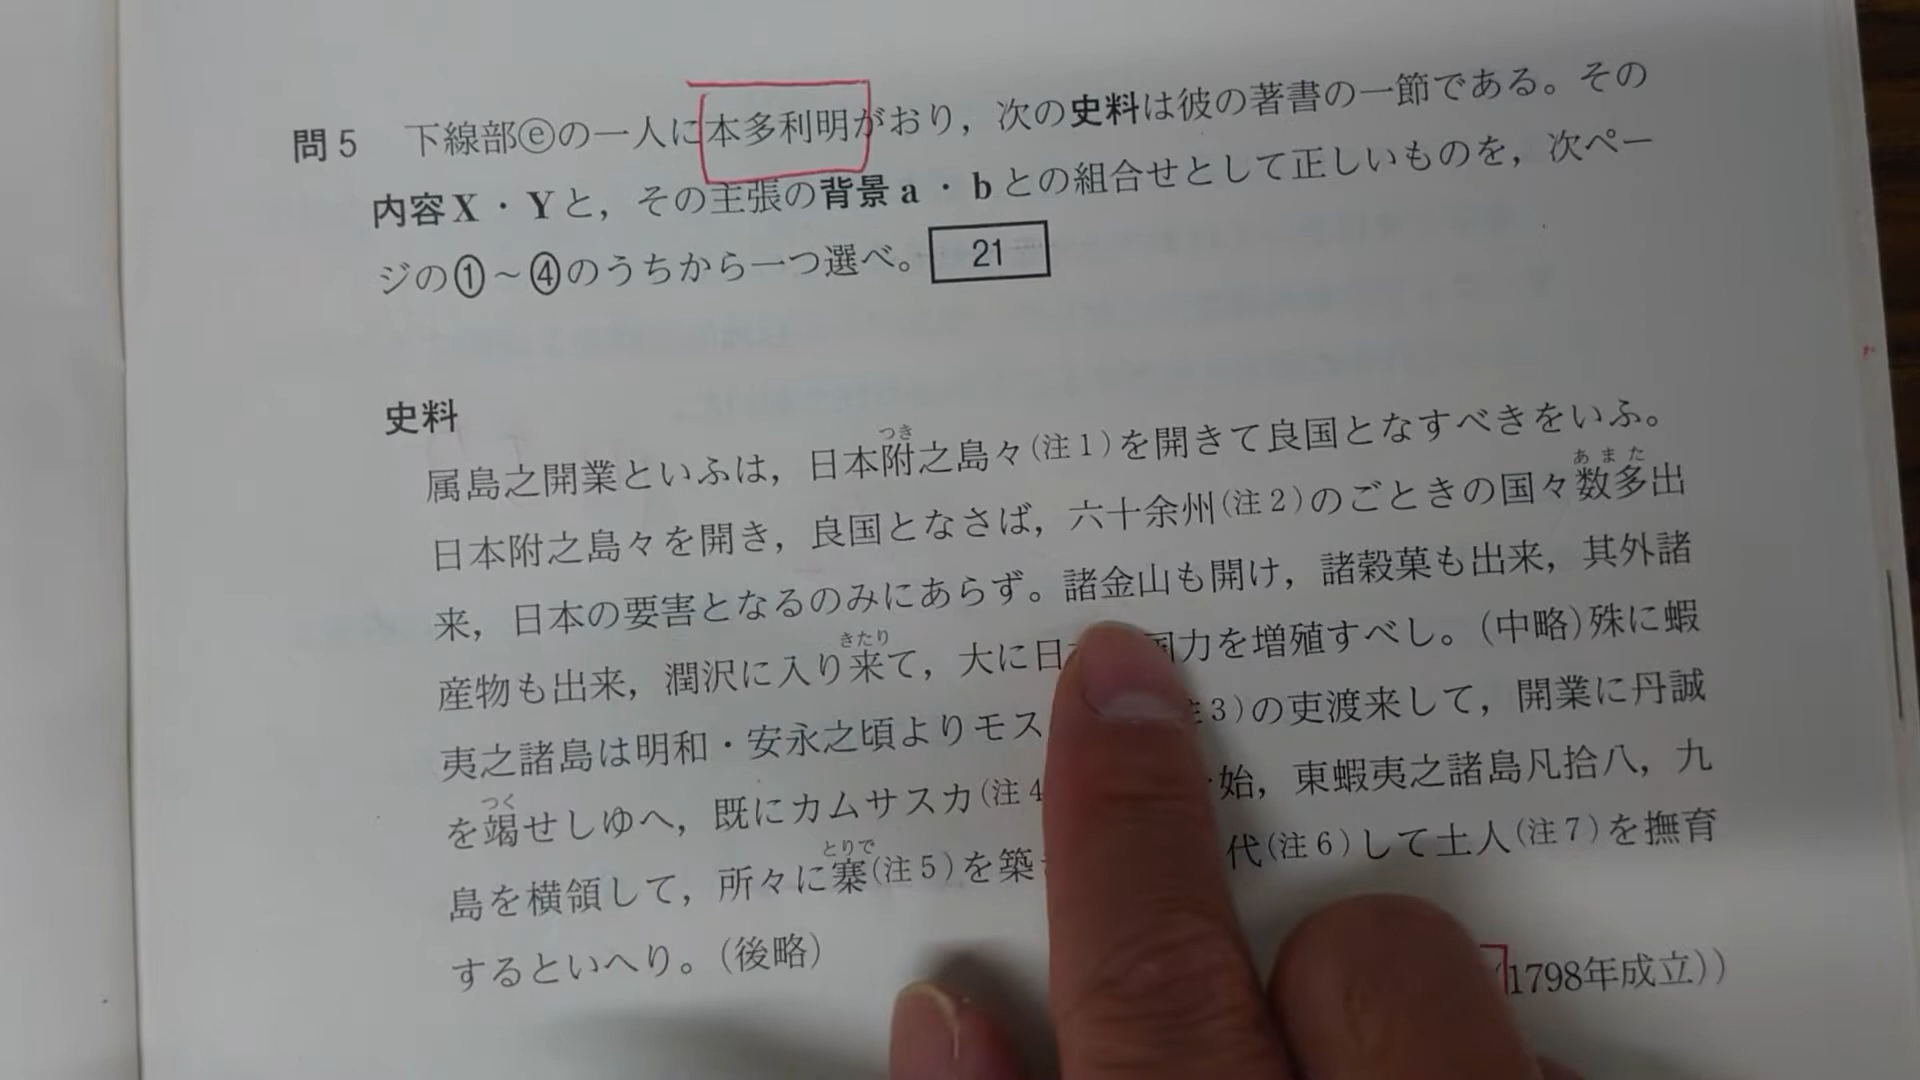 問5 下線部ⓔの一人に本多利明がおり，次の史料は彼の著書の一節である。その
内容X・Yと，その主張の背景a・bとの組合せとして正しいものを，次ペー
ジの①～④のうちから一つ選べ。 21
史料
属島之開業といふは，日本附之島々(注1)を開きて良国となすべきをいふ。
つき
日本附之島々を開き，良国となさば，六十余州(注2)のごときの国々数多出
あまた
来，日本の要害となるのみにあらず。諸金山も開け，諸穀菓も出来，其外諸
産物も出来，潤沢に入り来て，大に日 国力を増殖すべし。(中略)殊に蝦
きたり
夷之諸島は明和・安永之頃よりモス 3)の吏渡来して，開業に丹誠
を竭せしゆへ，既にカムサスカ(注4 始，東蝦夷之諸島凡拾八，九
つく
島を横領して，所々に塞(注5)を築 代(注6)して土人(注7)を撫育
とりで
するといへり。(後略)
1798年成立))